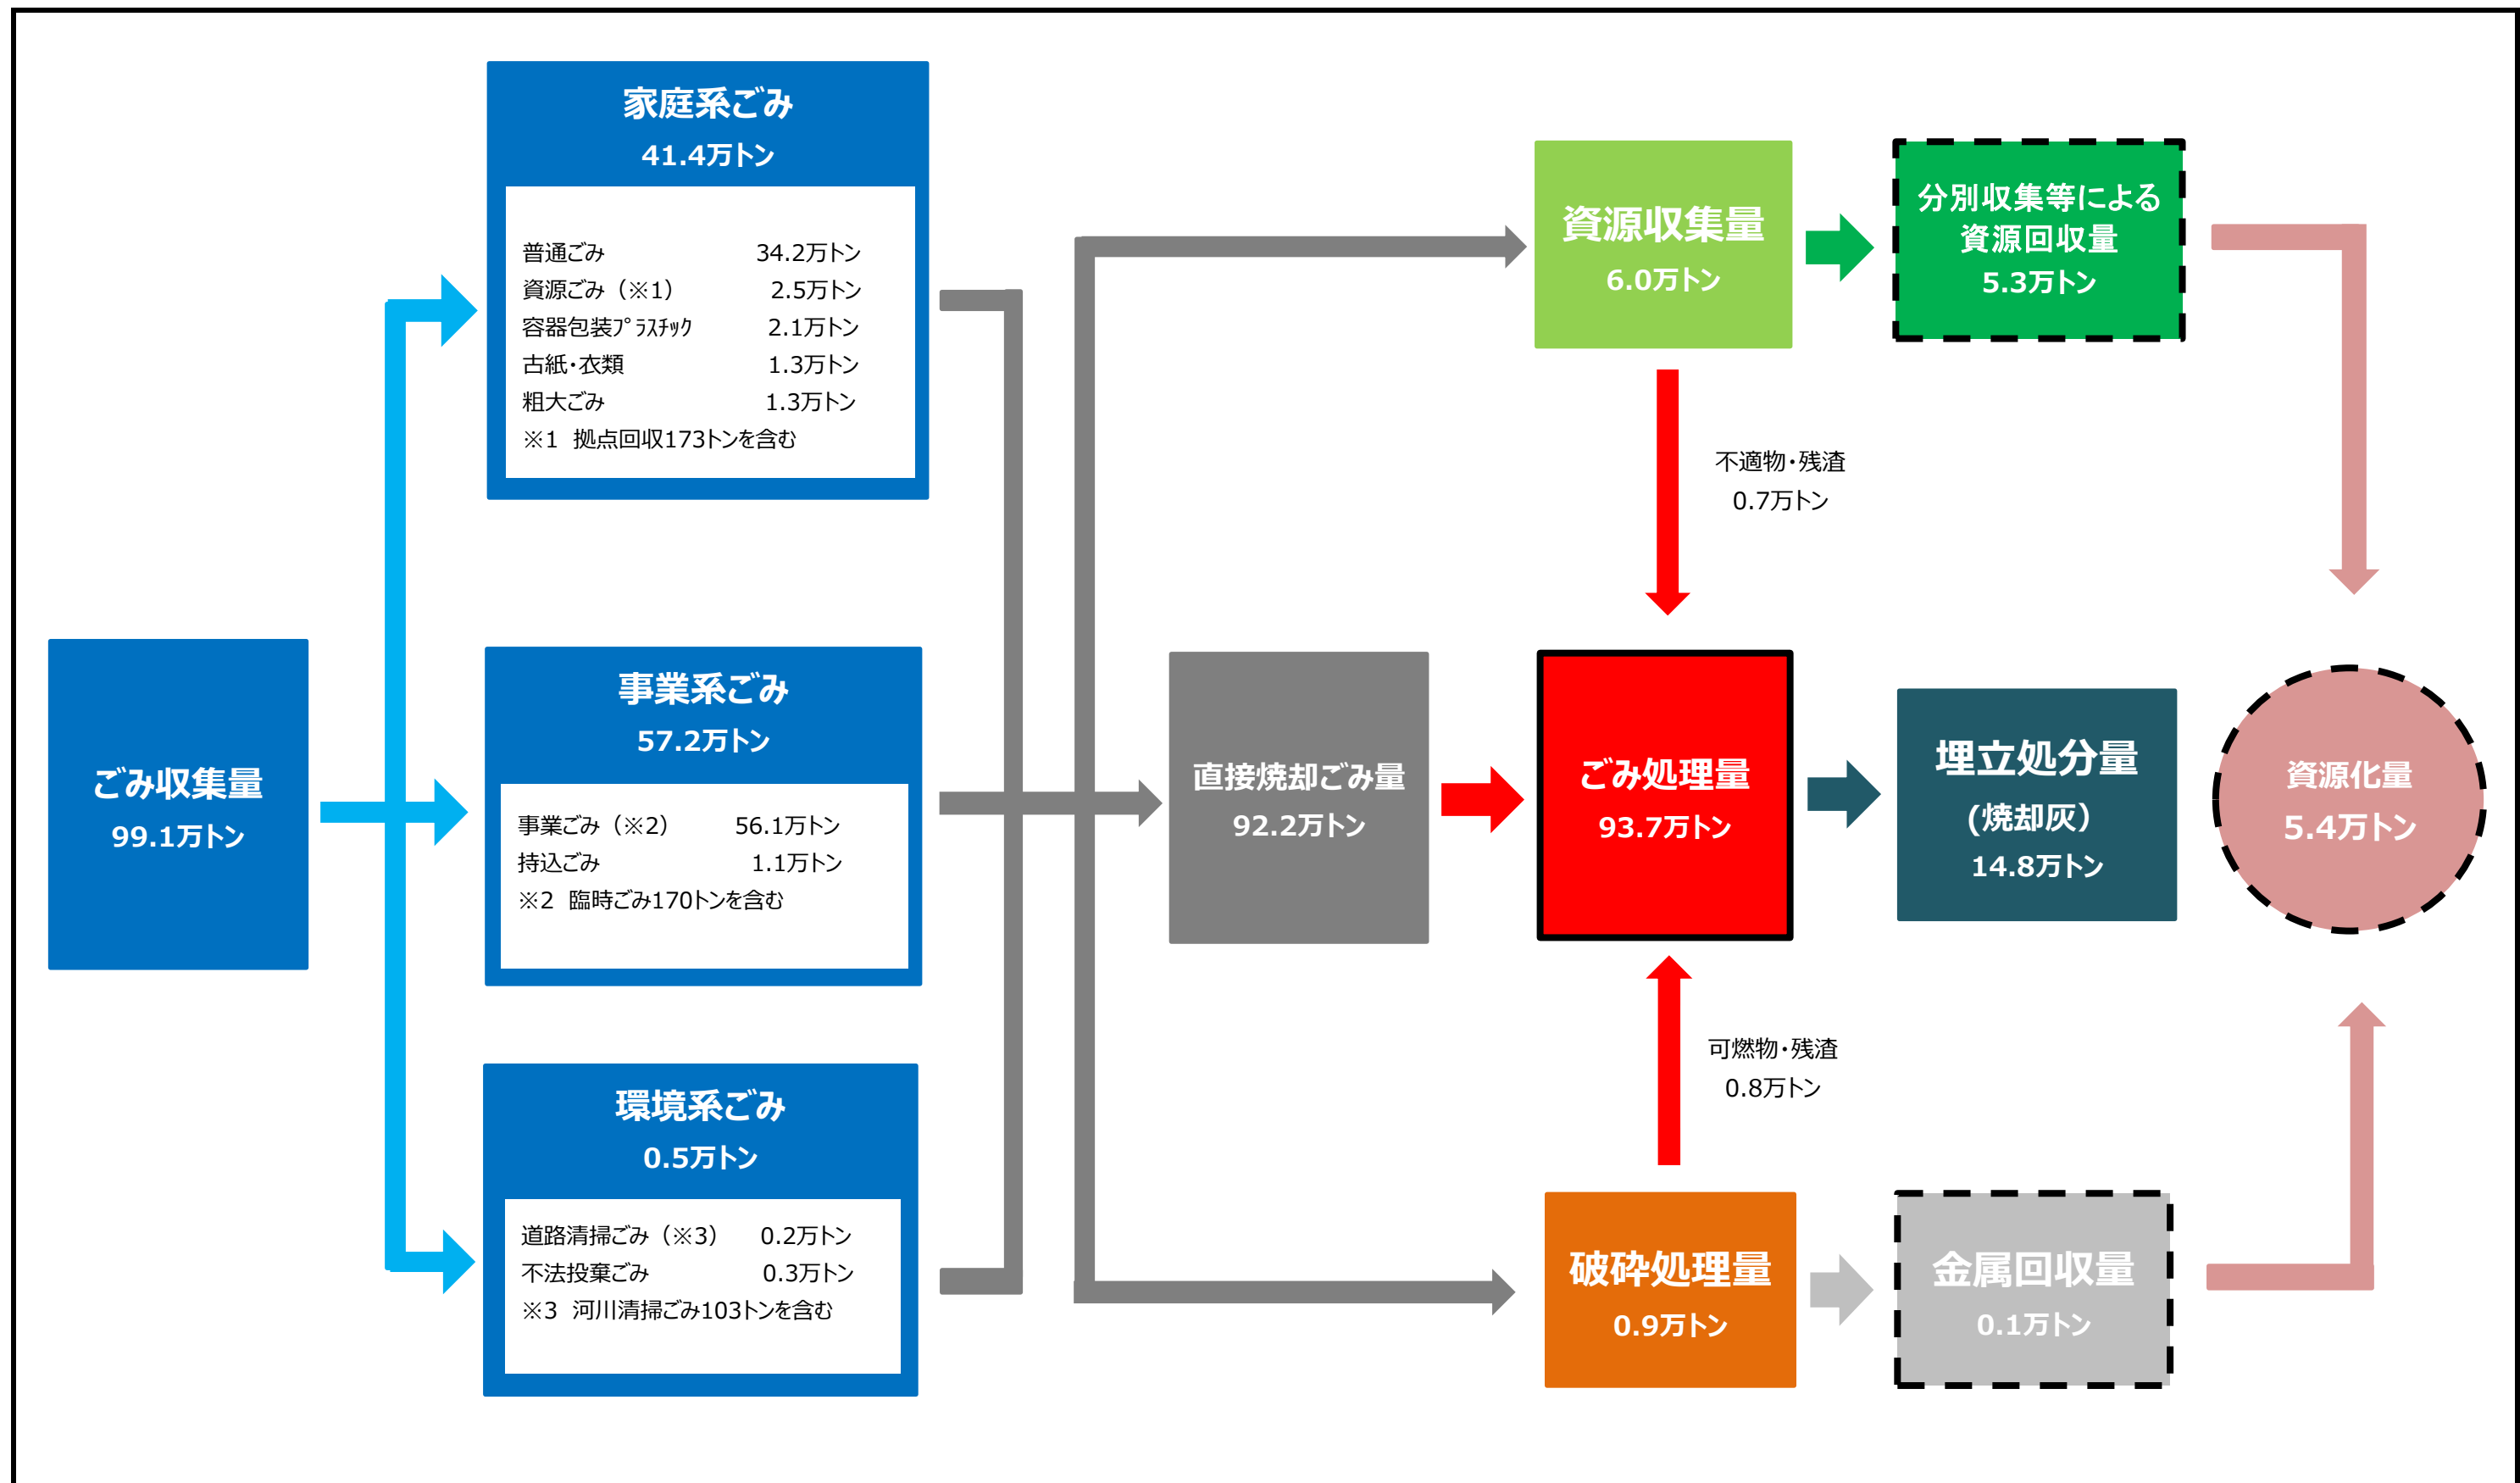 ごみ収集量
99.1万トン
家庭系ごみ
41.4万トン
普通ごみ 34.2万トン
資源ごみ（※1） 2.5万トン
容器包装ﾌﾟﾗｽﾁｯｸ 2.1万トン
古紙・衣類 1.3万トン
粗大ごみ 1.3万トン
※1 拠点回収173トンを含む
事業系ごみ
57.2万トン
事業ごみ（※2） 56.1万トン
持込ごみ 1.1万トン
※2 臨時ごみ170トンを含む
環境系ごみ
0.5万トン
道路清掃ごみ（※3） 0.2万トン
不法投棄ごみ 0.3万トン
※3 河川清掃ごみ103トンを含む
直接焼却ごみ量
92.2万トン
資源収集量
6.0万トン
不適物・残渣
0.7万トン
ごみ処理量
93.7万トン
可燃物・残渣
0.8万トン
破砕処理量
0.9万トン
分別収集等による
資源回収量
5.3万トン
埋立処分量
(焼却灰）
14.8万トン
金属回収量
0.1万トン
資源化量
5.4万トン